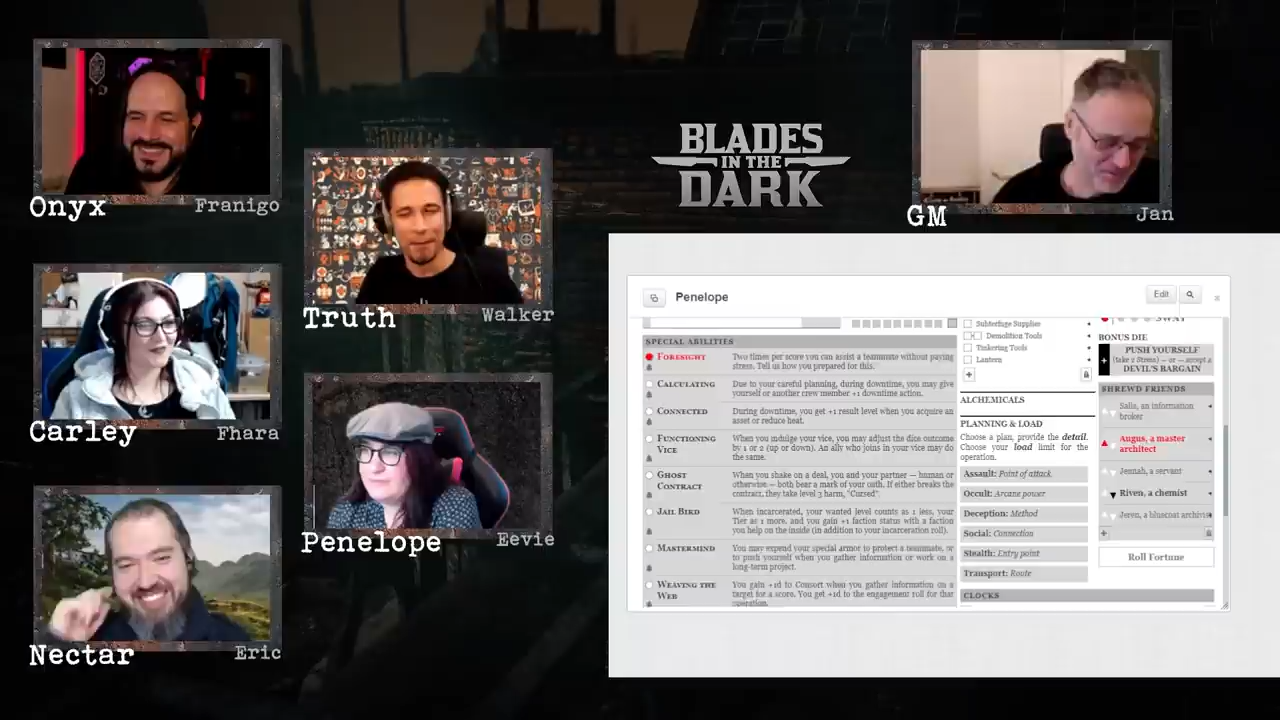 Onyx
Franigo
Truth
Walker
Carley
Fhara
Penelope
Eevie
Nectar
Eric
BLADES
IN THE
DARK
GM
Jan
Penelope
Edit
SPECIAL ABILITIES
FORESIGHT
Two times per score you can assist a teammate without paying
stress. Tell us how you prepared for this.
CALCULATING
Due to your careful planning, during downtime, you may give
yourself or another crew member +1 downtime action.
CONNECTED
During downtime, you get +1 result level when you acquire an
asset or reduce heat.
FUNCTIONING
VICE
When you indulge your vice, you may adjust the dice outcome
by 1 or 2 (up or down). An ally who joins in your vice may do
the same.
GHOST
CONTRACT
When you shake on a deal, you and your partner — human or
otherwise — both bear a mark of your oath. If either breaks the
contract, they take level 3 harm, "Cursed".
JAIL BIRD
When incarcerated, your wanted level counts as 1 less, your
Tier as 1 more, and you gain +1 faction status with a faction
you help on the inside (in addition to your incarceration roll).
MASTERMIND
You may expend your special armor to protect a teammate, or
to push yourself when you gather information or work on a
long-term project.
WEAVING THE
WEB
You gain +1d to Consort when you gather information on a
target for a score. You get +1d to the engagement roll for that
operation.
Subterfuge Supplies
Demolition Tools
Tinkering Tools
Lantern
+
ALCHEMICALS
PLANNING & LOAD
Choose a plan, provide the detail.
Choose your load limit for the
operation.
Assault: Point of attack
Occult: Arcane power
Deception: Method
Social: Connection
Stealth: Entry point
Transport: Route
CLOCKS
SWAY
BONUS DIE
+
PUSH YOURSELF
(take 2 Stress) — or — accept a
DEVIL'S BARGAIN
SHREWD FRIENDS
Salia, an information
broker
Augus, a master
architect
Jennah, a servant
Riven, a chemist
Jeren, a bluecoat archivist
+
Roll Fortune